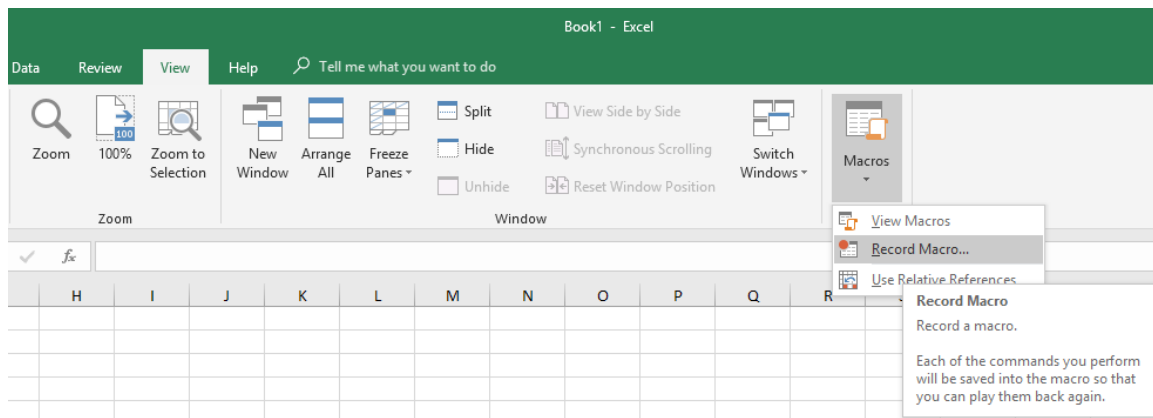 Book1 - Excel
Data Review View Help Tell me what you want to do
Zoom 100% Zoom to Selection New Window Arrange All Freeze Panes Split Hide Unhide View Side by Side Synchronous Scrolling Reset Window Position Switch Windows Macros
100
Zoom Window
View Macros
fx Record Macro...
Use Relative References
H I J K L M N O P Q R
Record Macro
Record a macro.
Each of the commands you perform
will be saved into the macro so that
you can play them back again.